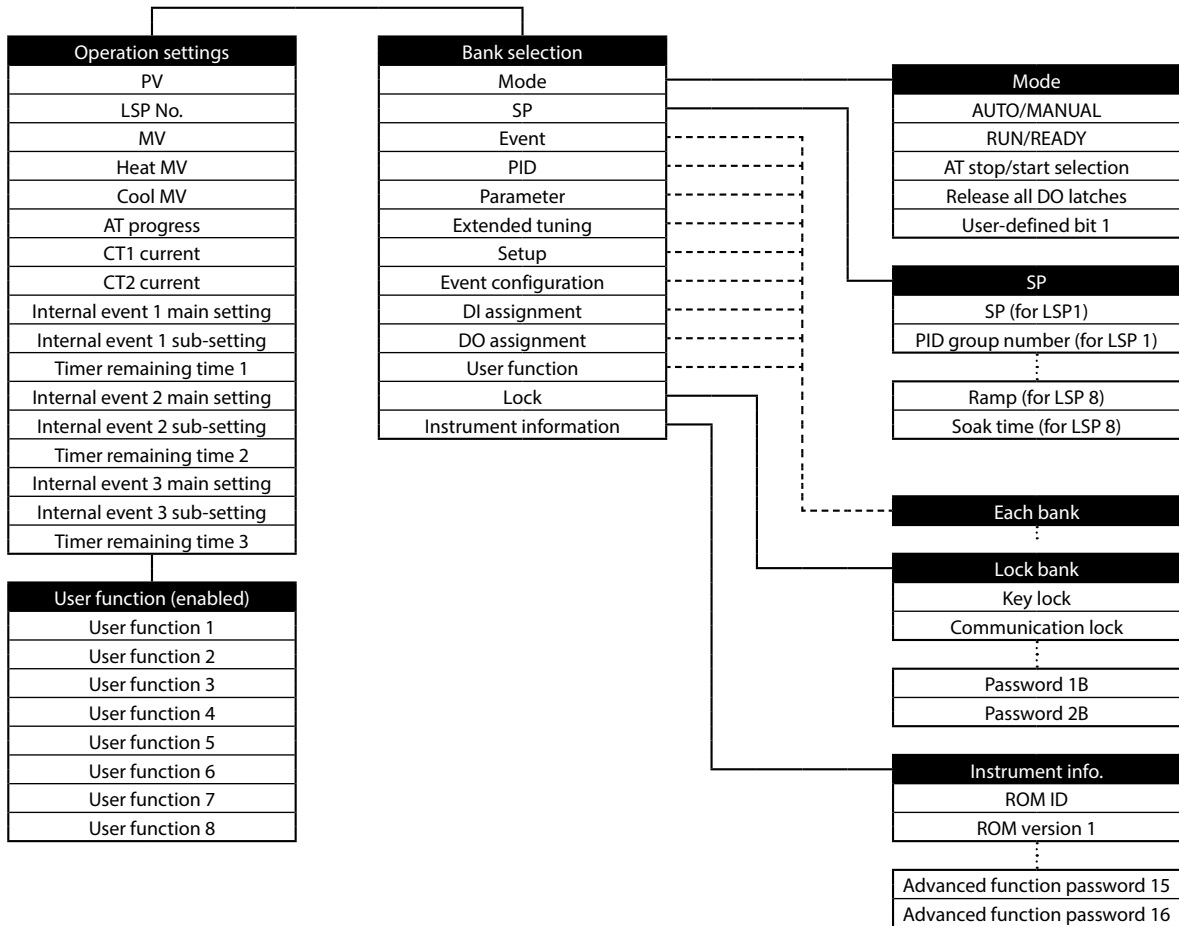 Operation settings
PV
LSP No.
MV
Heat MV
Cool MV
AT progress
CT1 current
CT2 current
Internal event 1 main setting
Internal event 1 sub-setting
Timer remaining time 1
Internal event 2 main setting
Internal event 2 sub-setting
Timer remaining time 2
Internal event 3 main setting
Internal event 3 sub-setting
Timer remaining time 3
User function (enabled)
User function 1
User function 2
User function 3
User function 4
User function 5
User function 6
User function 7
User function 8
Bank selection
Mode
SP
Event
PID
Parameter
Extended tuning
Setup
Event configuration
DI assignment
DO assignment
User function
Lock
Instrument information
Mode
AUTO/MANUAL
RUN/READY
AT stop/start selection
Release all DO latches
User-defined bit 1
SP
SP (for LSP1)
PID group number (for LSP 1)
Ramp (for LSP 8)
Soak time (for LSP 8)
Each bank
Lock bank
Key lock
Communication lock
Password 1B
Password 2B
Instrument info.
ROM ID
ROM version 1
Advanced function password 15
Advanced function password 16